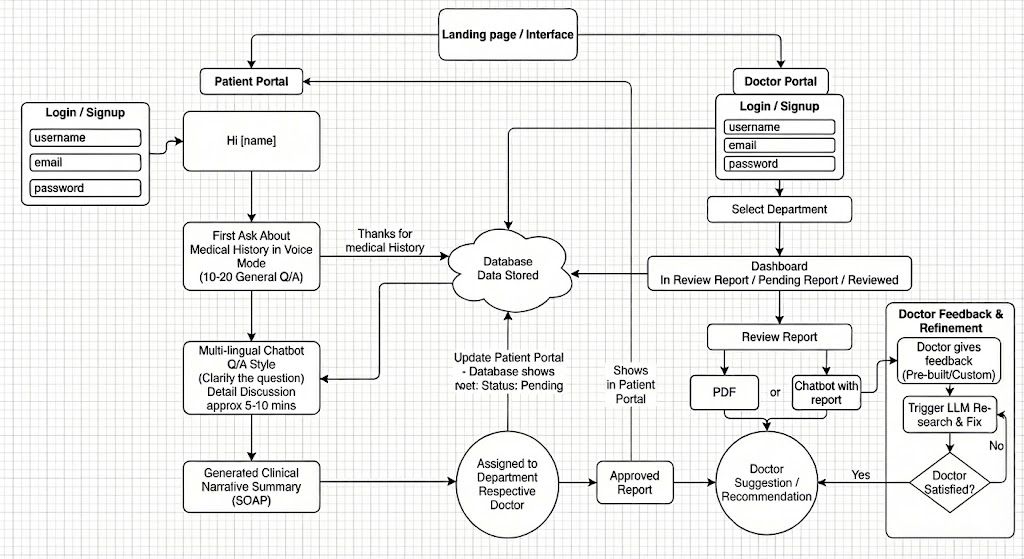 Landing page / Interface
Patient Portal
Doctor Portal
Login / Signup
username
email
password
Hi [name]
Login / Signup
username
email
password
Select Department
First Ask About
Medical History in Voice
Mode
(10-20 General Q/A)
Thanks for
medical History
Database
Data Stored
Dashboard
In Review Report / Pending Report / Reviewed
Review Report
PDF
or
Chatbot with
report
Doctor Feedback &
Refinement
Doctor gives
feedback
(Pre-built/Custom)
Trigger LLM Re-
search & Fix
No
Doctor
Satisfied?
Yes
Multi-lingual Chatbot
Q/A Style
(Clarify the question)
Detail Discussion
approx 5-10 mins
Update Patient Portal
- Database shows
Status: Pending
Shows
in Patient
Portal
Generated Clinical
Narrative Summary
(SOAP)
Assigned to
Department
Respective
Doctor
Approved
Report
Doctor
Suggestion /
Recommendation